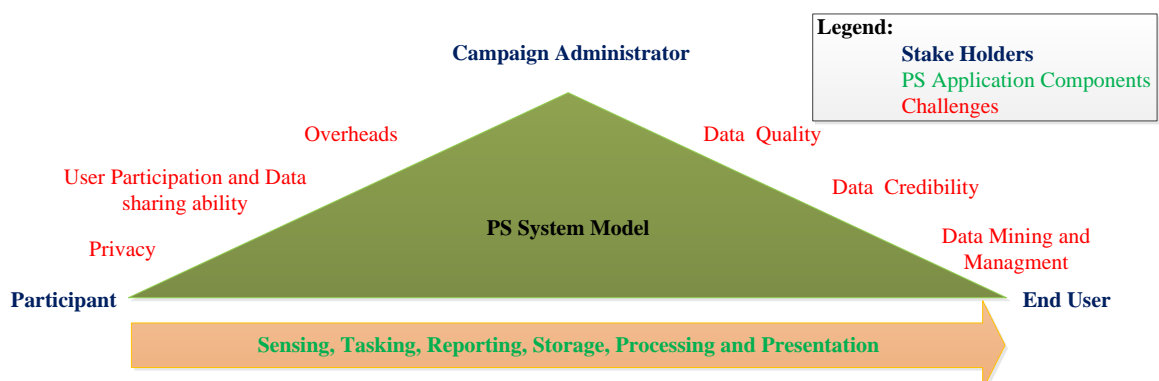 Legend:
Stake Holders
PS Application Components
Challenges
Campaign Administrator
Overheads
Data Quality
User Participation and Data
sharing ability
Data Credibility
PS System Model
Privacy
Data Mining and
Managment
Participant
End User
Sensing, Tasking, Reporting, Storage, Processing and Presentation